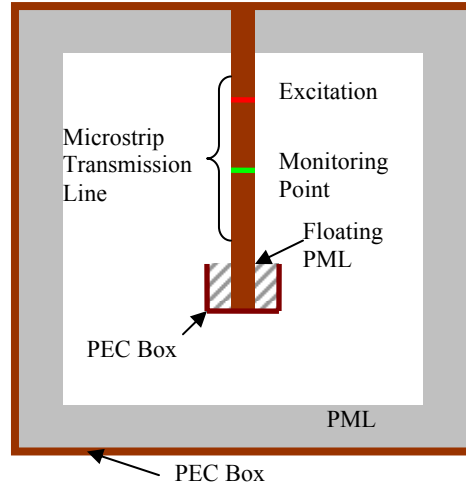 Excitation
Microstrip
Transmission
Line
Monitoring
Point
Floating
PML
PEC Box
PML
PEC Box